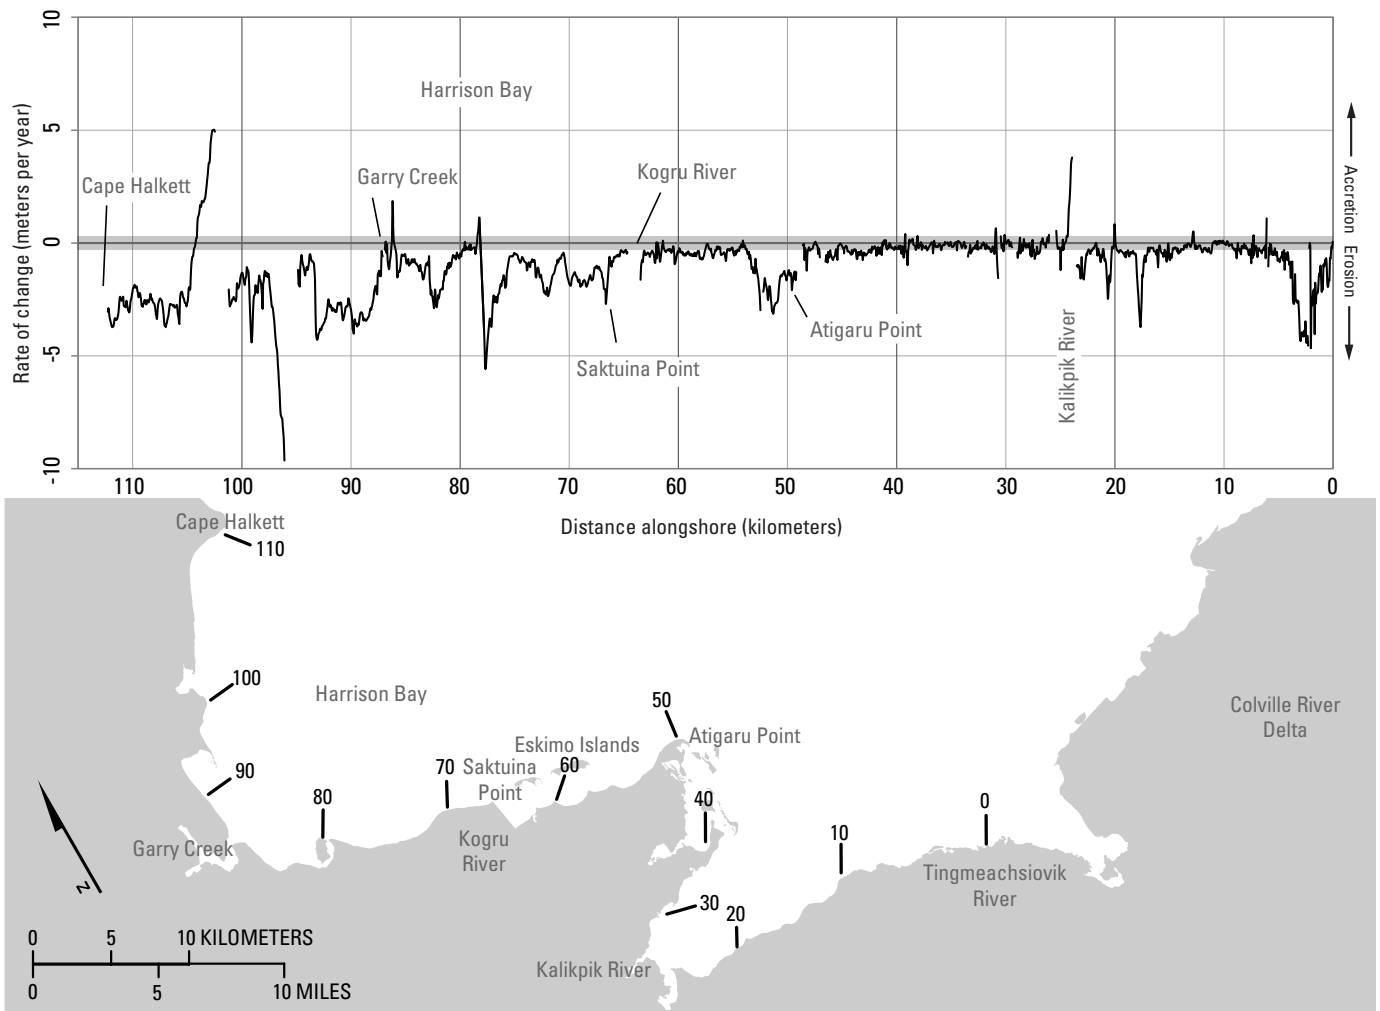 10
5
0
-5
-10
Rate of change (meters per year)
Harrison Bay
Cape Halkett
Garry Creek
Kogru River
Saktuina Point
Atigaru Point
Kalikpik River
Accretion
Erosion
110 100 90 80 70 60 50 40 30 20 10 0
Distance alongshore (kilometers)
Cape Halkett
110
100
Harrison Bay
50
Colville River
Delta
Eskimo Islands
Atigaru Point
90
70
Saktuina
Point
60
80
40
0
10
Garry Creek
Kogru
River
Tingmeachsiovik
River
N
30
20
0 5 10 KILOMETERS
Kalikpik River
0 5 10 MILES